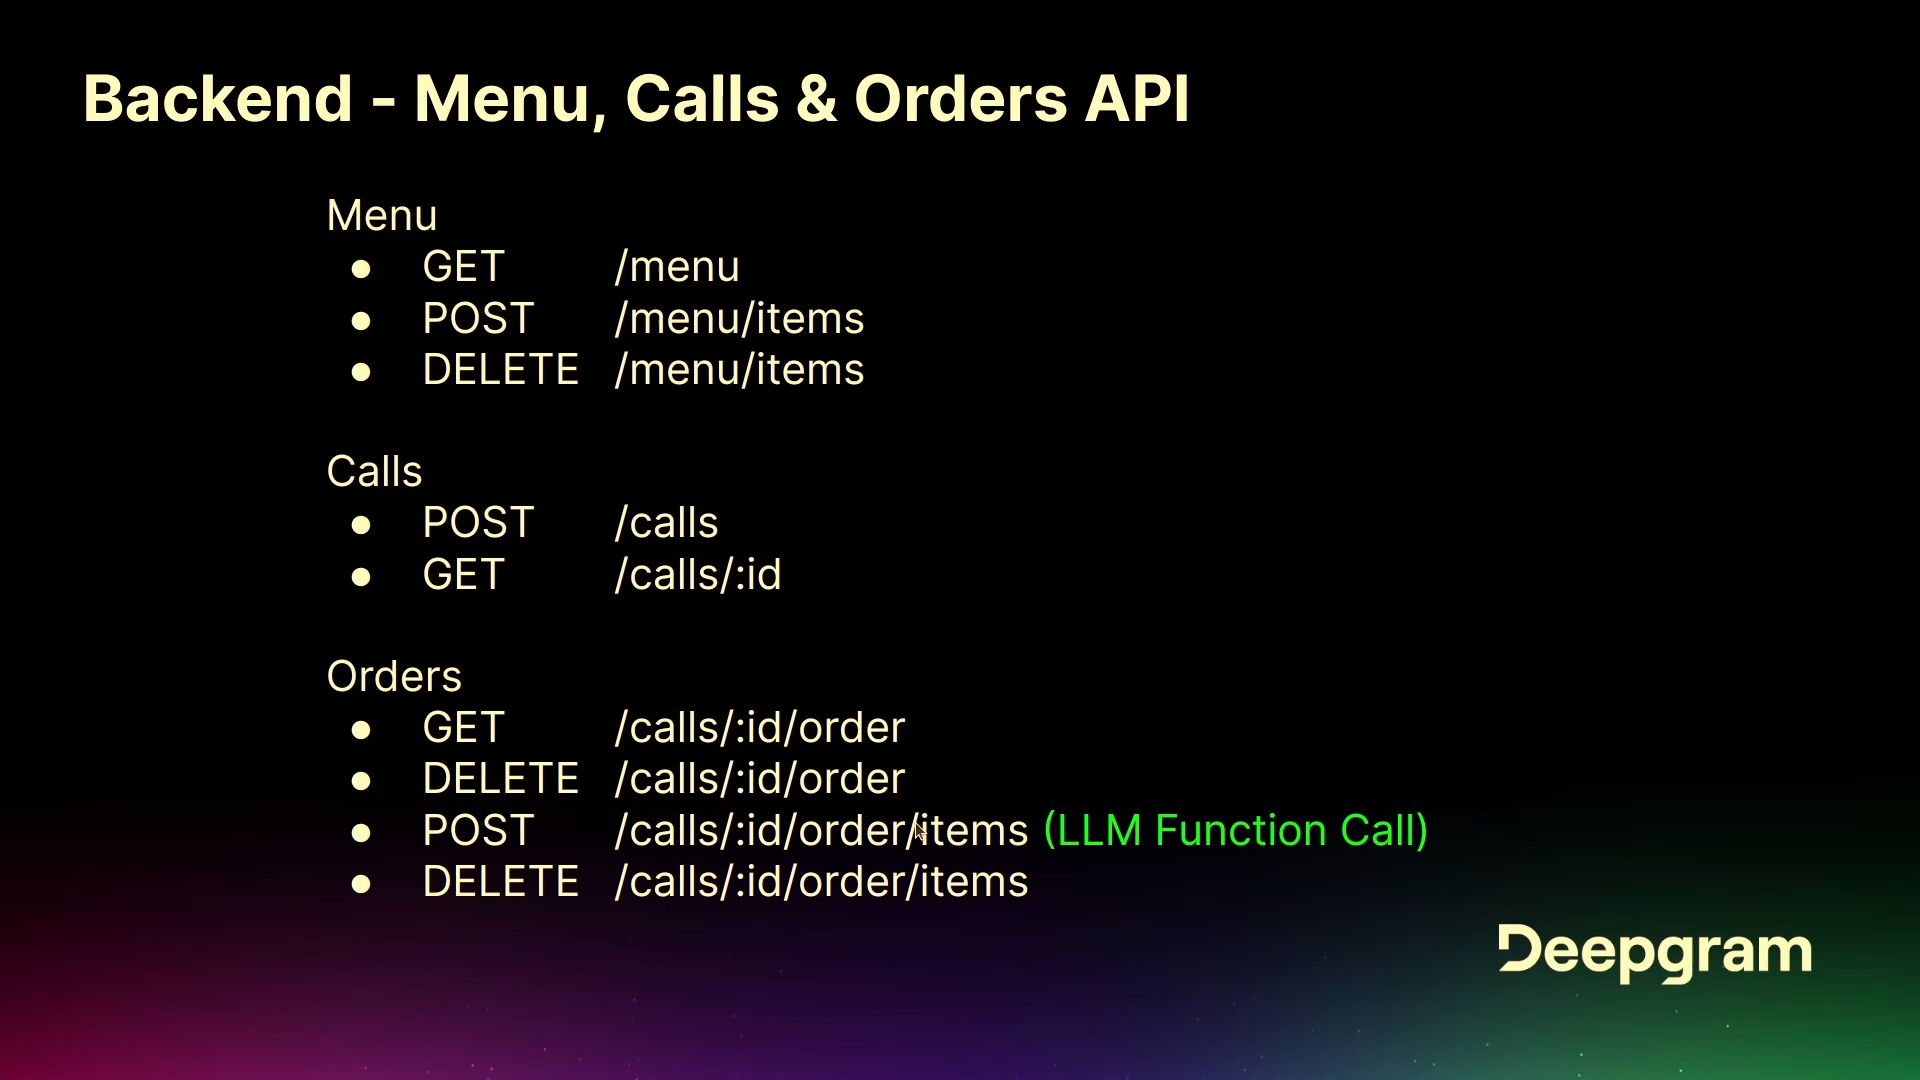 Backend - Menu, Calls & Orders API
Menu
● GET /menu
● POST /menu/items
● DELETE /menu/items
Calls
● POST /calls
● GET /calls/:id
Orders
● GET /calls/:id/order
● DELETE /calls/:id/order
● POST /calls/:id/order/items (LLM Function Call)
● DELETE /calls/:id/order/items
Deepgram